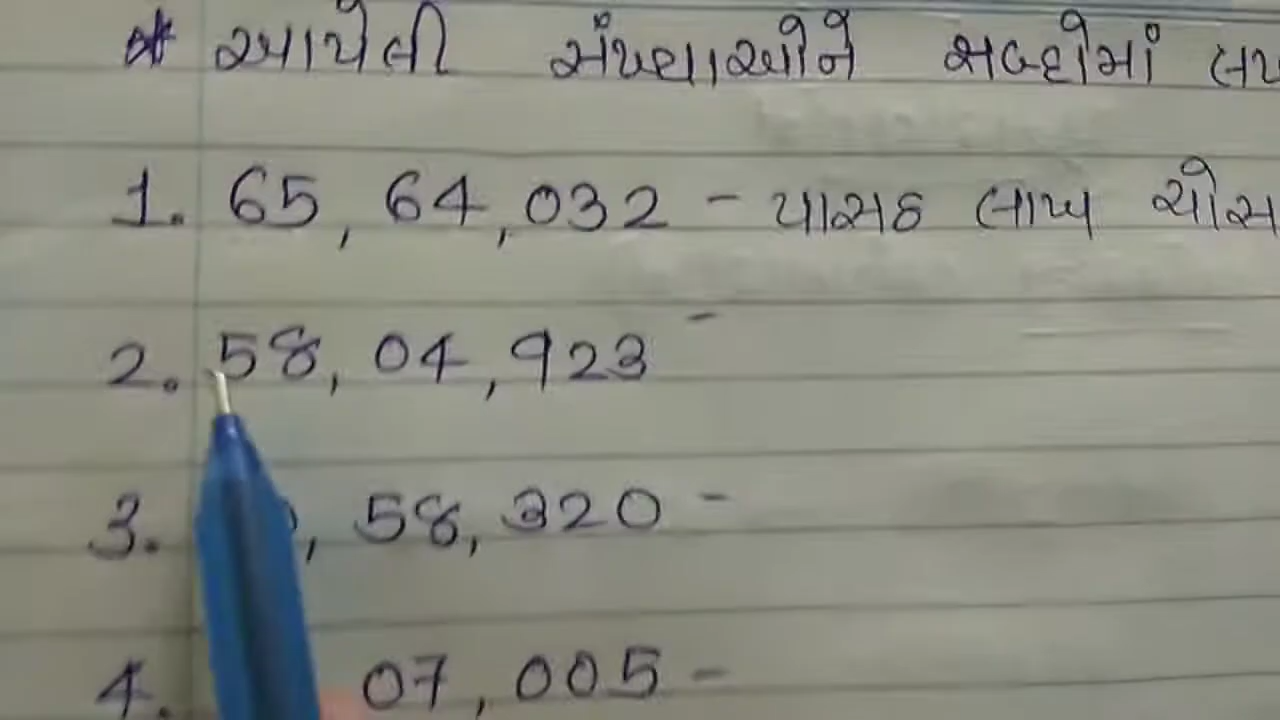 * આપેલી સંખ્યાઓને શબ્દોમાં
1. 65,64,032 - પાસઠ લાખ
2. 58,04,923 -
3. , 58,320 -
4. 07,005 -